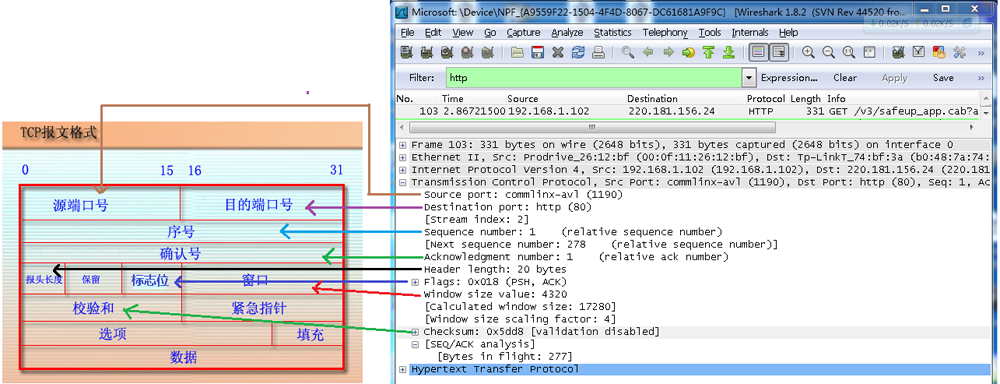 TCP报文格式
0 15 16 31
源端口号 目的端口号
序号
确认号
报头长度 保留 标志位 窗口
校验和 紧急指针
选项 填充
数据
Microsoft: \Device\NPF_{A9559F22-1504-4F4D-8067-DC61681A9F9C} [Wireshark 1.8.2 (SVN Rev 44520 fro...
File Edit View Go Capture Analyze Statistics Telephony Tools Internals Help
Filter: http Expression... Clear Apply Save »
No. Time Source Destination Protocol Length Info
103 2.86721500 192.168.1.102 220.181.156.24 HTTP 331 GET /v3/safeup_app.cab?a
Frame 103: 331 bytes on wire (2648 bits), 331 bytes captured (2648 bits) on interface 0
Ethernet II, Src: Prodrive_26:12:bf (00:0f:11:26:12:bf), Dst: Tp-LinkT_74:bf:3a (b0:48:7a:74:
Internet Protocol Version 4, Src: 192.168.1.102 (192.168.1.102), Dst: 220.181.156.24 (220.181
Transmission Control Protocol, Src Port: commlinx-avl (1190), Dst Port: http (80), Seq: 1, Ac
Source port: commlinx-avl (1190)
Destination port: http (80)
[Stream index: 2]
Sequence number: 1 (relative sequence number)
[Next sequence number: 278 (relative sequence number)]
Acknowledgment number: 1 (relative ack number)
Header length: 20 bytes
Flags: 0x018 (PSH, ACK)
Window size value: 4320
[Calculated window size: 17280]
[Window size scaling factor: 4]
Checksum: 0x5dd8 [validation disabled]
[SEQ/ACK analysis]
[Bytes in flight: 277]
Hypertext Transfer Protocol